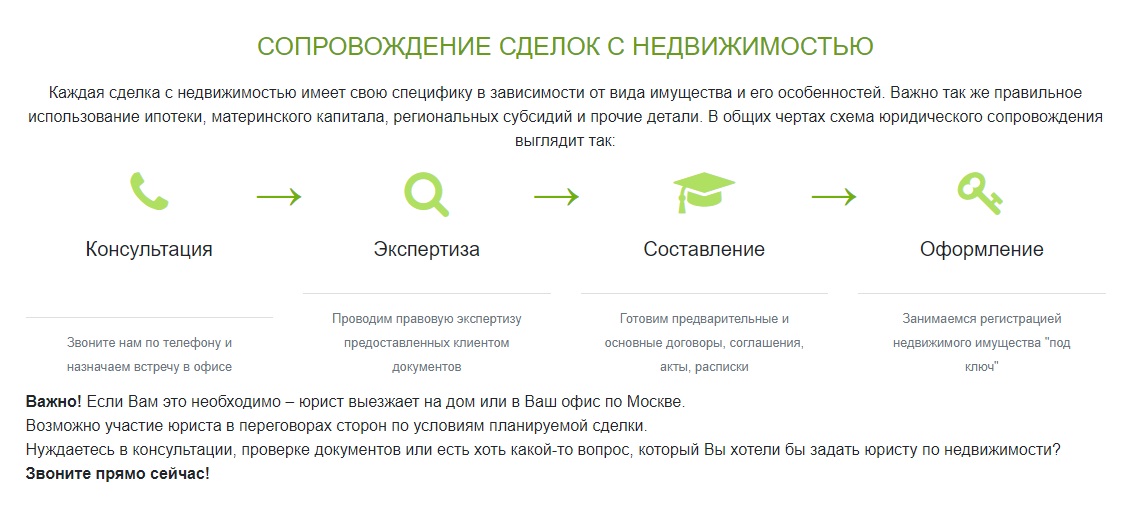 СОПРОВОЖДЕНИЕ СДЕЛОК С НЕДВИЖИМОСТЬЮ
Каждая сделка с недвижимостью имеет свою специфику в зависимости от вида имущества и его особенностей. Важно так же правильное
использование ипотеки, материнского капитала, региональных субсидий и прочие детали. В общих чертах схема юридического сопровождения
выглядит так:
Консультация
Звоните нам по телефону и
назначаем встречу в офисе
Экспертиза
Проводим правовую экспертизу
предоставленных клиентом
документов
Составление
Готовим предварительные и
основные договоры, соглашения,
акты, расписки
Оформление
Занимаемся регистрацией
недвижимого имущества "под
ключ"
Важно! Если Вам это необходимо – юрист выезжает на дом или в Ваш офис по Москве.
Возможно участие юриста в переговорах сторон по условиям планируемой сделки.
Нуждаетесь в консультации, проверке документов или есть хоть какой-то вопрос, который Вы хотели бы задать юристу по недвижимости?
Звоните прямо сейчас!